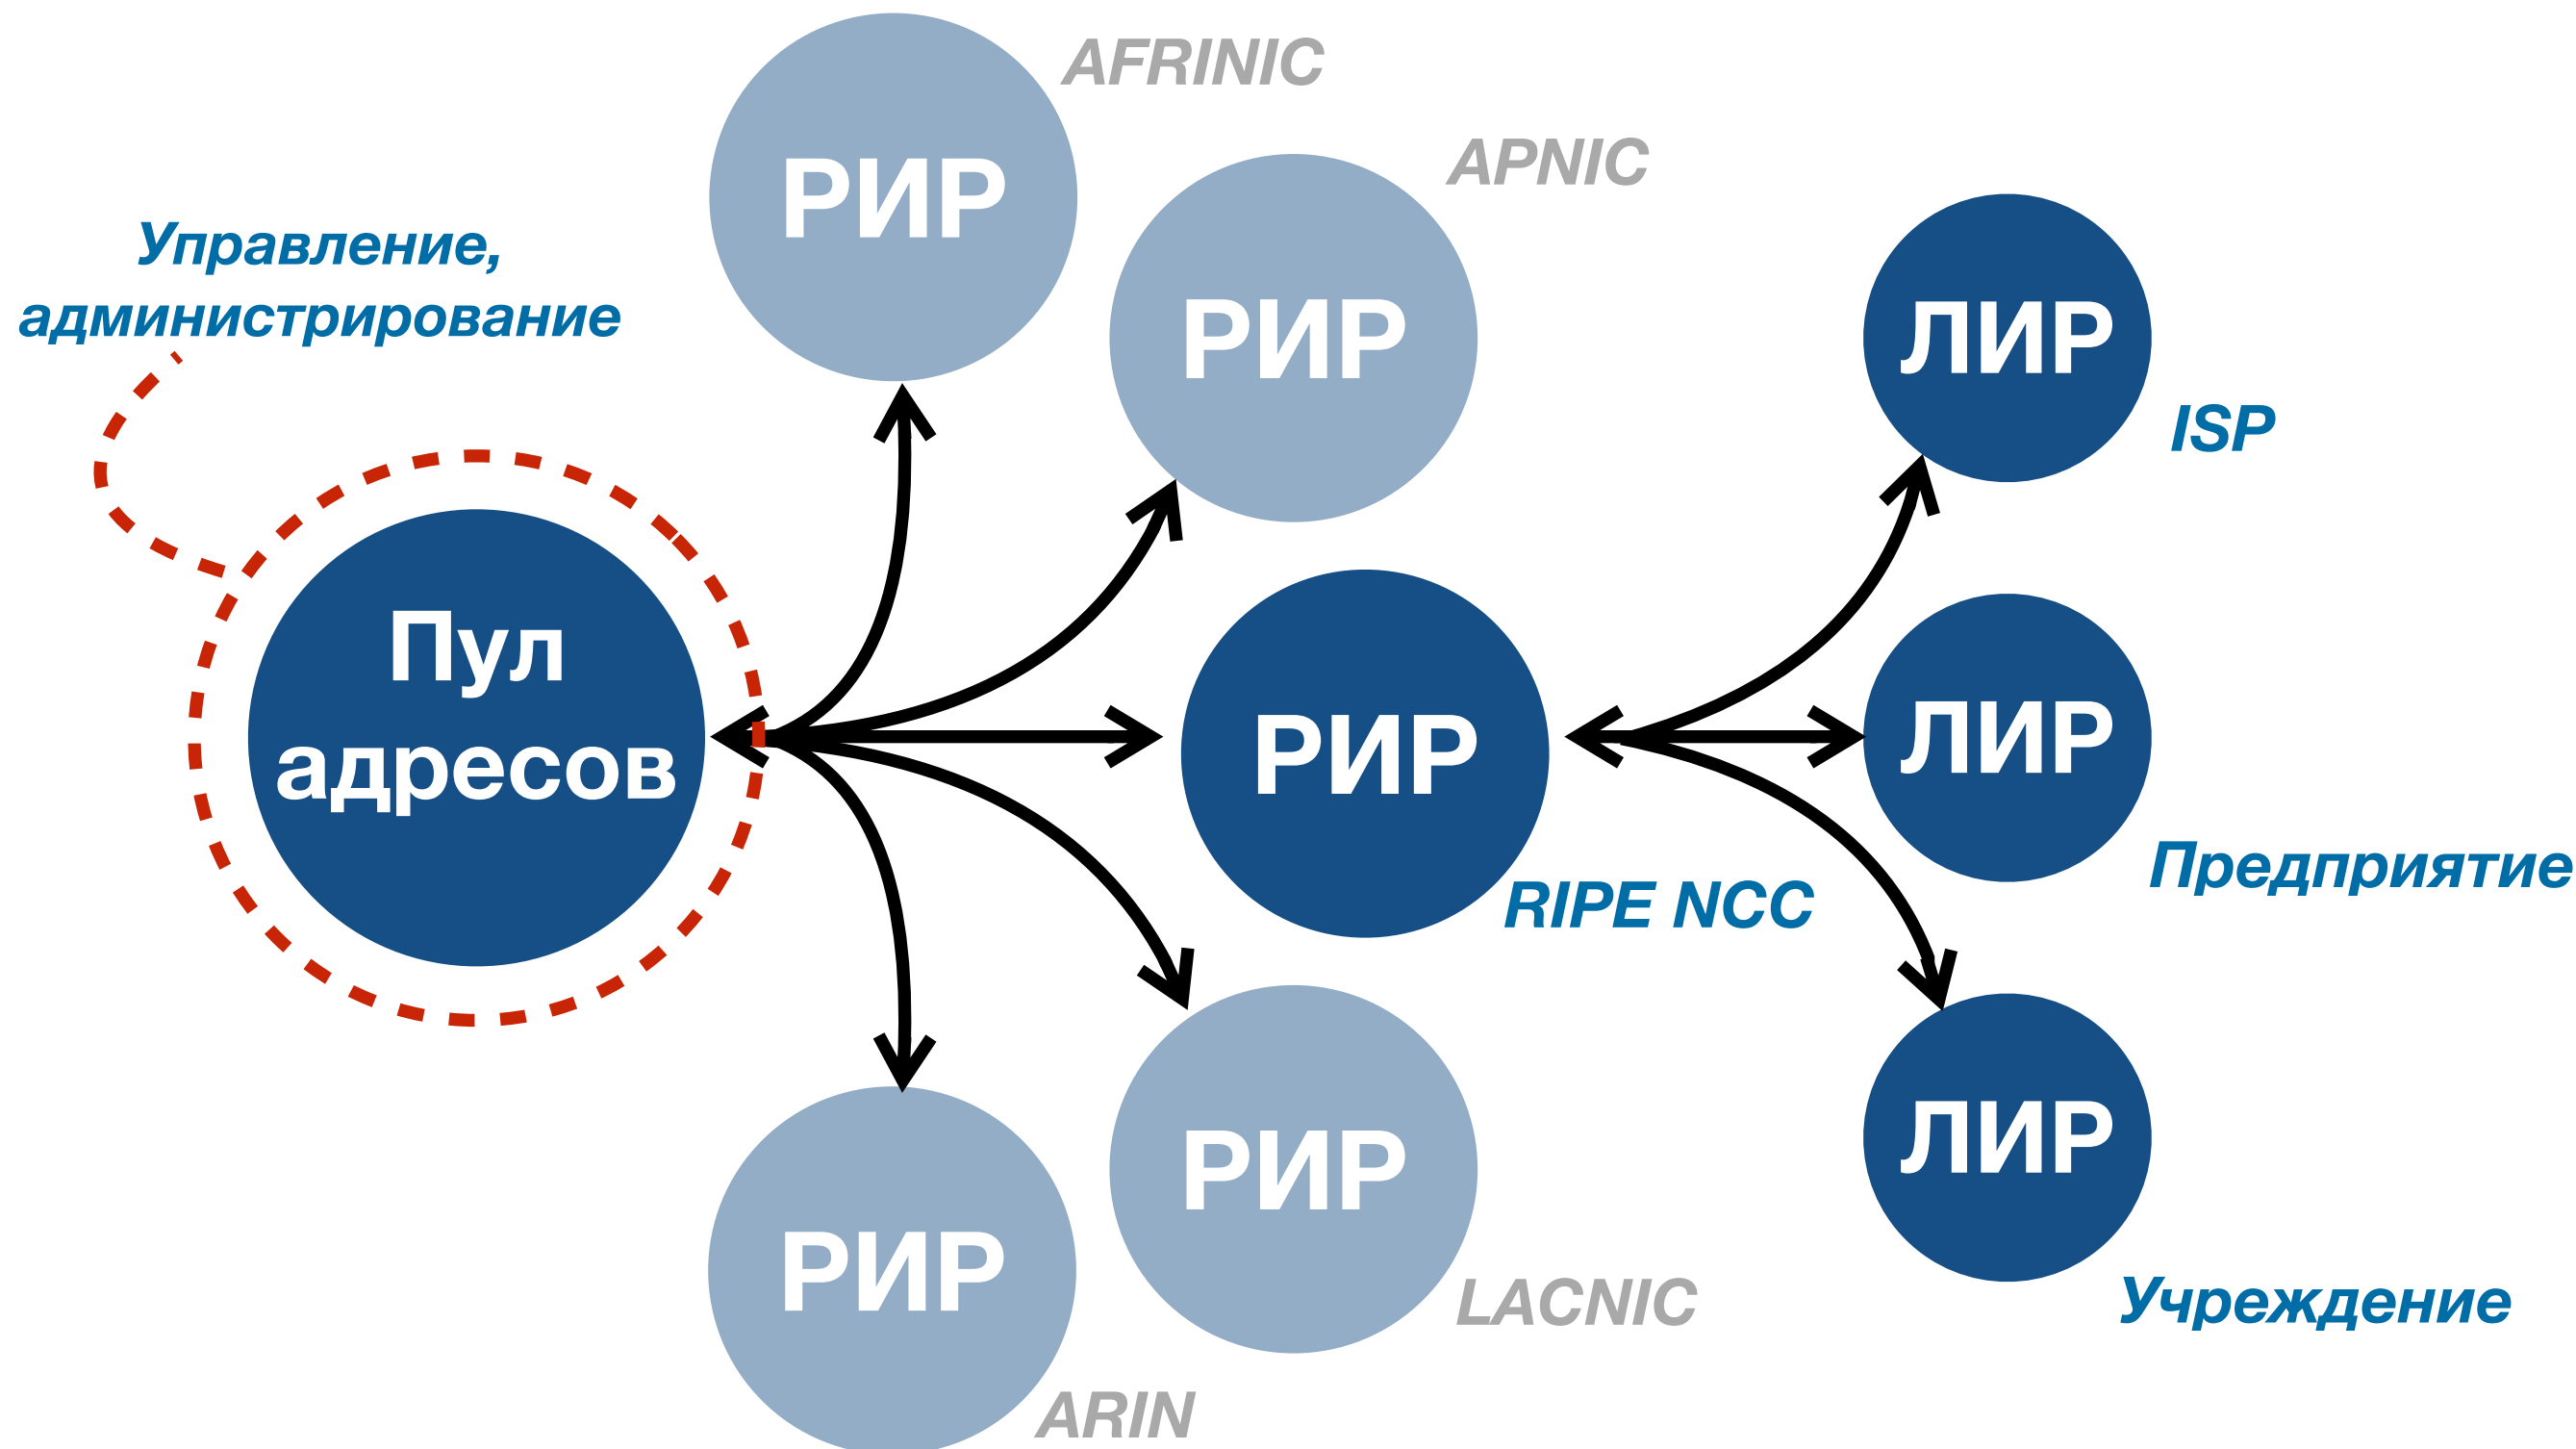 Управление,
администрирование
Пул
адресов
РИР
AFRINIC
РИР
APNIC
РИР
RIPE NCC
РИР
LACNIC
РИР
ARIN
ЛИР
ISP
ЛИР
Предприятие
ЛИР
Учреждение